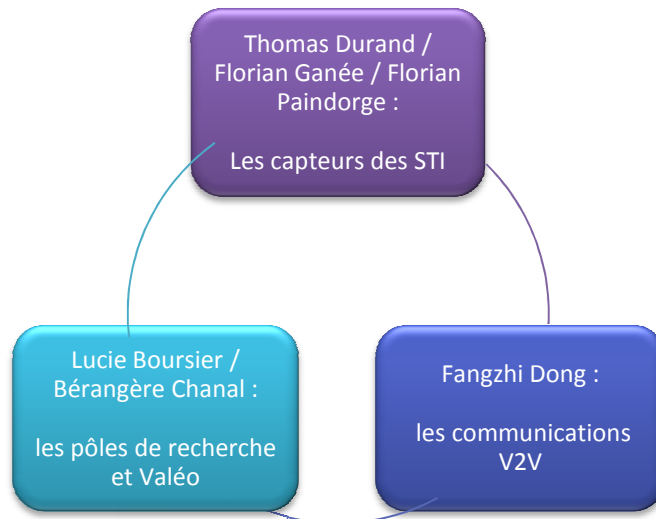 Thomas Durand /
Florian Ganée / Florian
Paindorge :
Les capteurs des STI
Lucie Boursier /
Bérangère Chanal :
les pôles de recherche
et Valéo
Fangzhi Dong :
les communications
V2V